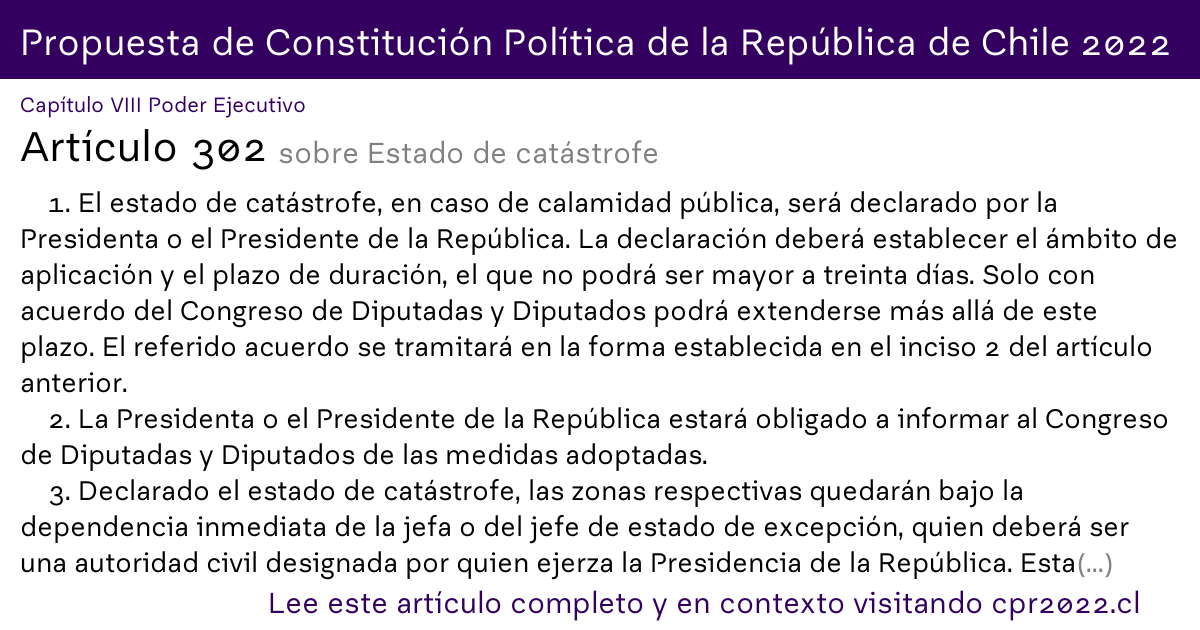 Propuesta de Constitución Política de la República de Chile 2022
Capítulo VIII Poder Ejecutivo
Artículo 302 sobre Estado de catástrofe
1. El estado de catástrofe, en caso de calamidad pública, será declarado por la
Presidenta o el Presidente de la República. La declaración deberá establecer el ámbito de
aplicación y el plazo de duración, el que no podrá ser mayor a treinta días. Solo con
acuerdo del Congreso de Diputadas y Diputados podrá extenderse más allá de este
plazo. El referido acuerdo se tramitará en la forma establecida en el inciso 2 del artículo
anterior.
2. La Presidenta o el Presidente de la República estará obligado a informar al Congreso
de Diputadas y Diputados de las medidas adoptadas.
3. Declarado el estado de catástrofe, las zonas respectivas quedarán bajo la
dependencia inmediata de la jefa o del jefe de estado de excepción, quien deberá ser
una autoridad civil designada por quien ejerza la Presidencia de la República. Esta(...)
Lee este artículo completo y en contexto visitando cpr2022.cl